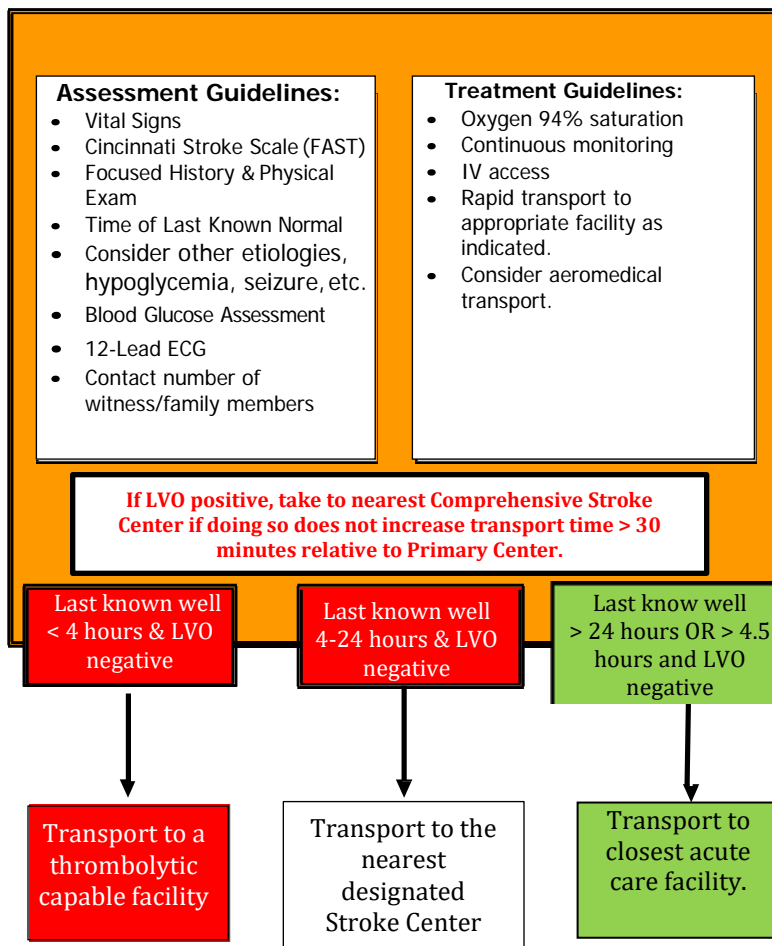 Assessment Guidelines:
• Vital Signs
• Cincinnati Stroke Scale (FAST)
• Focused History & Physical
Exam
• Time of Last Known Normal
• Consider other etiologies,
hypoglycemia, seizure, etc.
• Blood Glucose Assessment
• 12-Lead ECG
• Contact number of
witness/family members
Treatment Guidelines:
• Oxygen 94% saturation
• Continuous monitoring
• IV access
• Rapid transport to
appropriate facility as
indicated.
• Consider aeromedical
transport.
If LVO positive, take to nearest Comprehensive Stroke
Center if doing so does not increase transport time > 30
minutes relative to Primary Center.
Last known well
< 4 hours & LVO
negative
Last known well
4-24 hours & LVO
negative
Last know well
> 24 hours OR > 4.5
hours and LVO
negative
Transport to a
thrombolytic
capable facility
Transport to the
nearest
designated
Stroke Center
Transport to
closest acute
care facility.